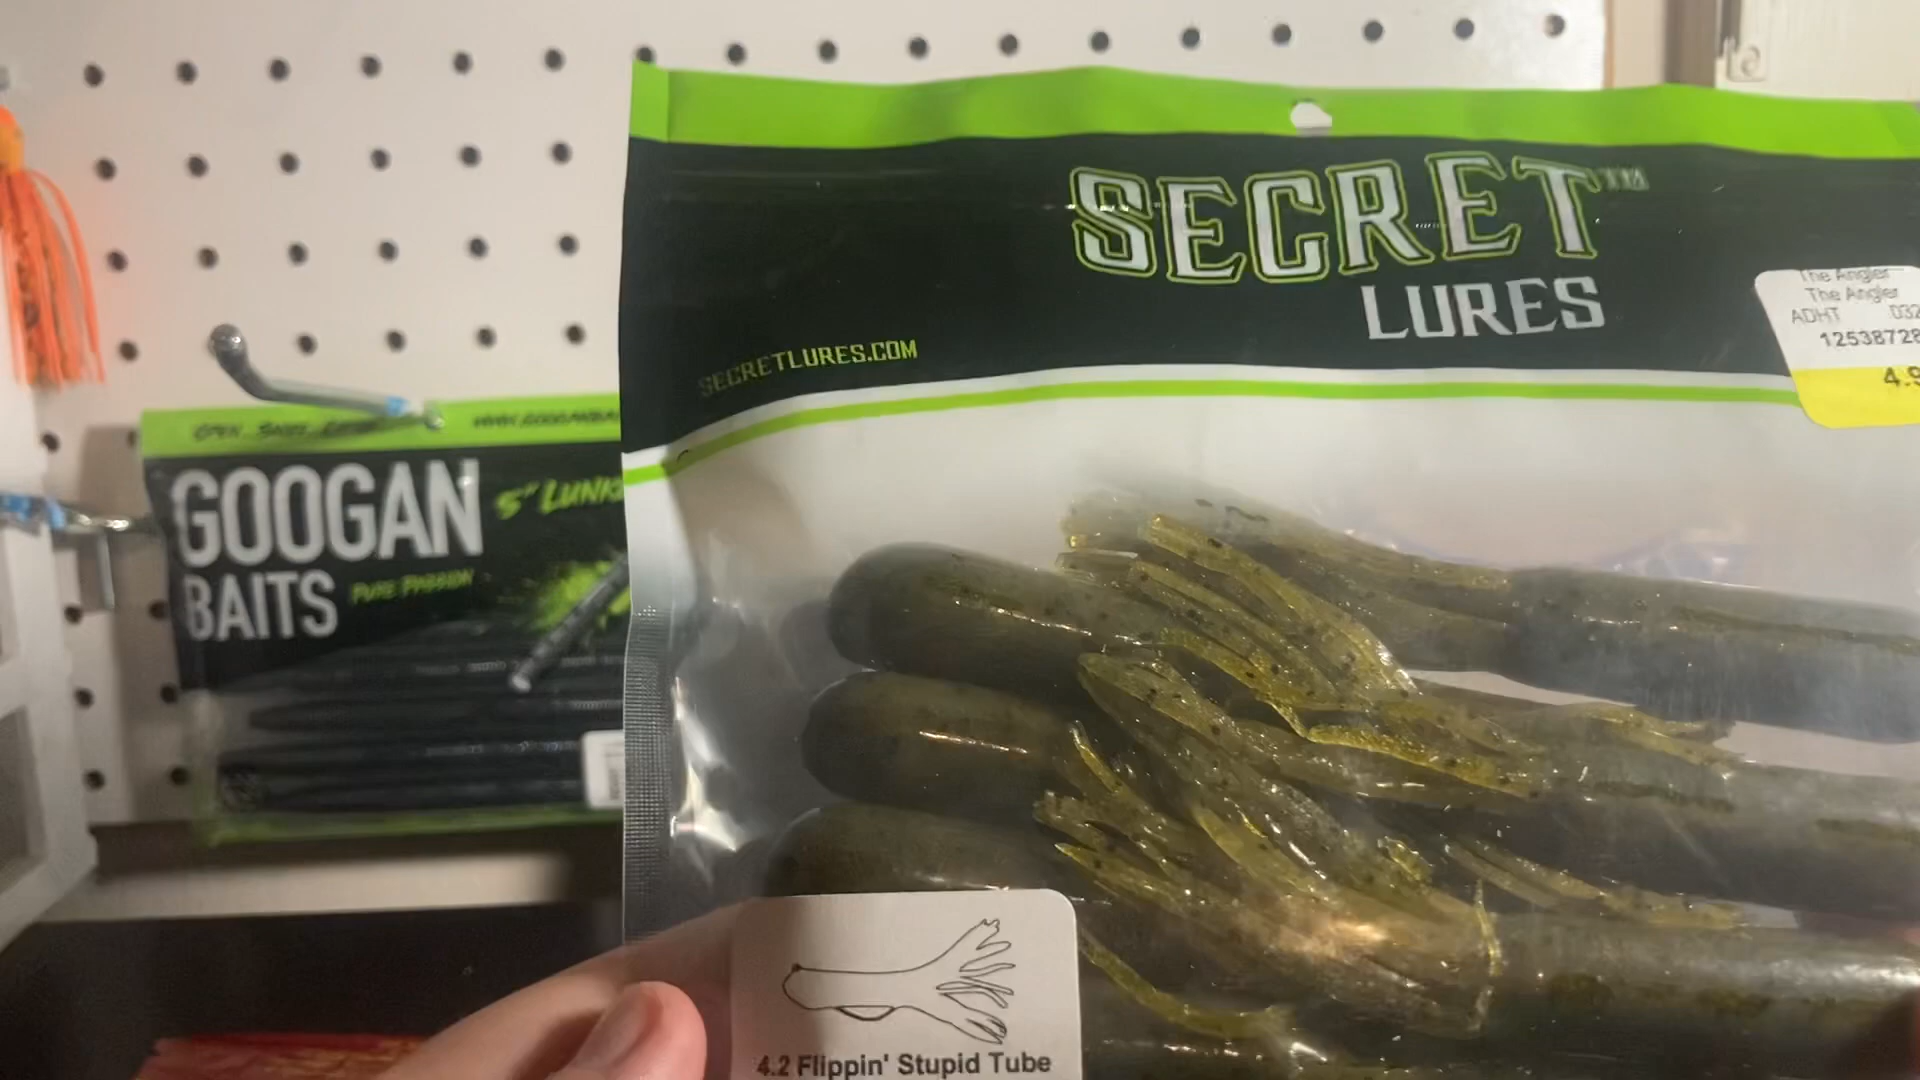 SECRET™
LURES
SECRETLURES.COM
The Angler
The Angler
ADHT 032
12538728
4.9
GOOGAN
BAITS
PURE PASSION
5" LUNK
4.2 Flippin' Stupid Tube